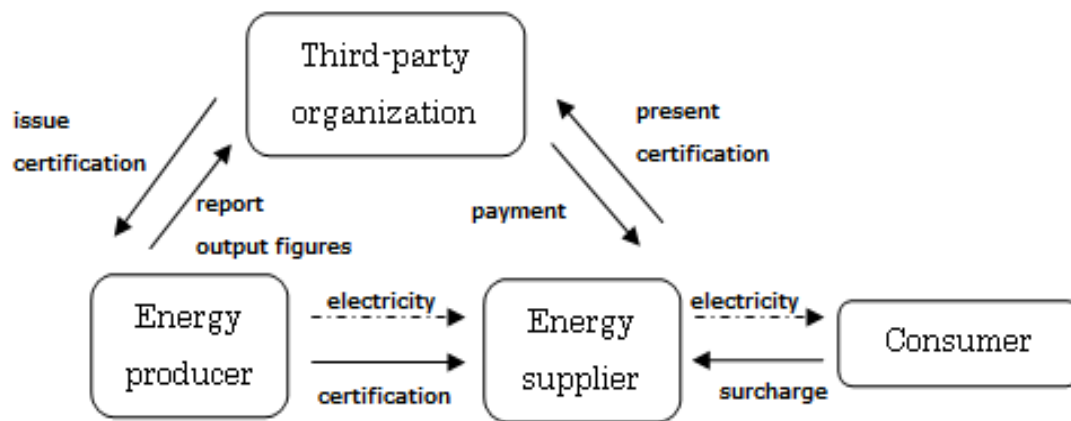 Third-party
organization
issue
certification
present
certification
report
output figures
payment
Energy
producer
electricity
certification
Energy
supplier
electricity
surcharge
Consumer